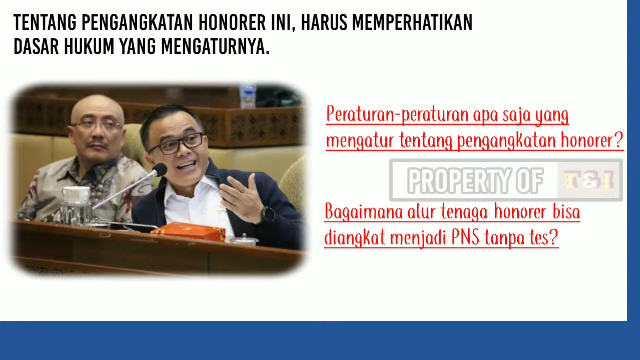 TENTANG PENGANGKATAN HONORER INI, HARUS MEMPERHATIKAN
DASAR HUKUM YANG MENGATURNYA.
Peraturan-peraturan apa saja yang
mengatur tentang pengangkatan honorer?
PROPERTY OF T&I
Bagaimana alur tenaga honorer bisa
diangkat menjadi PNS tanpa tes?